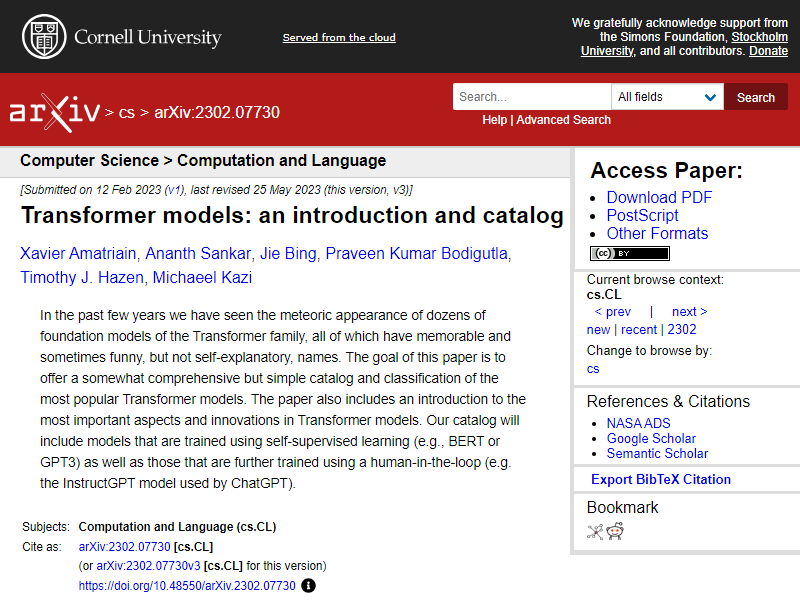 Cornell University
Served from the cloud
We gratefully acknowledge support from
the Simons Foundation, Stockholm
University, and all contributors. Donate
arXiv > cs > arXiv:2302.07730
Search...
All fields
Search
Help | Advanced Search
Computer Science > Computation and Language
[Submitted on 12 Feb 2023 (v1), last revised 25 May 2023 (this version, v3)]
Transformer models: an introduction and catalog
Xavier Amatriain, Ananth Sankar, Jie Bing, Praveen Kumar Bodigutla,
Timothy J. Hazen, Michaeel Kazi
In the past few years we have seen the meteoric appearance of dozens of
foundation models of the Transformer family, all of which have memorable and
sometimes funny, but not self-explanatory, names. The goal of this paper is to
offer a somewhat comprehensive but simple catalog and classification of the
most popular Transformer models. The paper also includes an introduction to the
most important aspects and innovations in Transformer models. Our catalog will
include models that are trained using self-supervised learning (e.g., BERT or
GPT3) as well as those that are further trained using a human-in-the-loop (e.g.
the InstructGPT model used by ChatGPT).
Subjects: Computation and Language (cs.CL)
Cite as: arXiv:2302.07730 [cs.CL]
(or arXiv:2302.07730v3 [cs.CL] for this version)
https://doi.org/10.48550/arXiv.2302.07730
Access Paper:
Download PDF
PostScript
Other Formats
cc BY
Current browse context:
cs.CL
< prev | next >
new | recent | 2302
Change to browse by:
cs
References & Citations
NASA ADS
Google Scholar
Semantic Scholar
Export BibTeX Citation
Bookmark